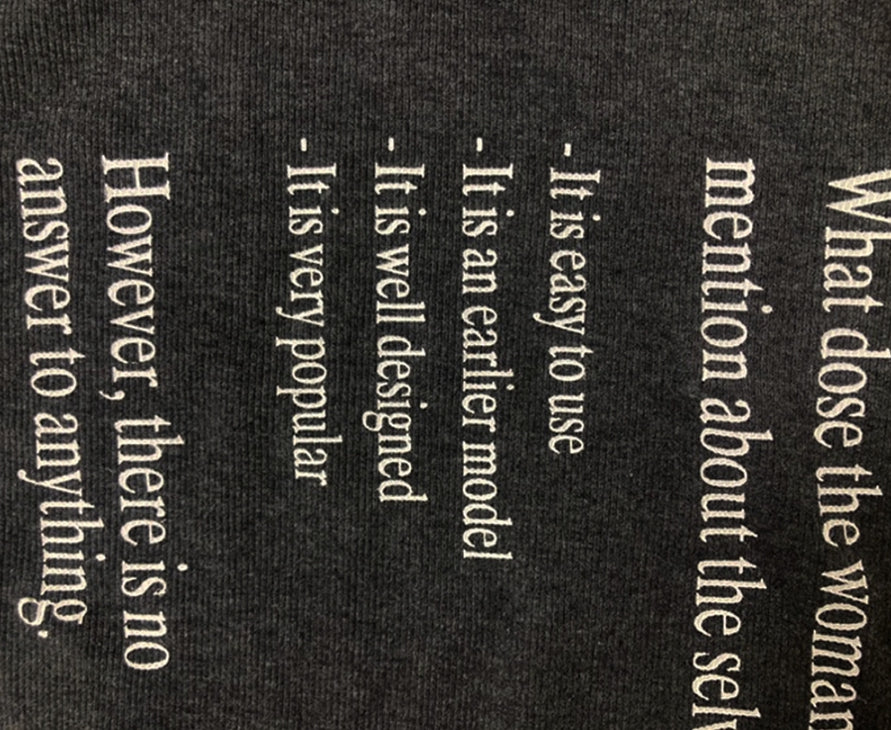 What dose the woman
mention about the
- It is easy to use
- It is an earlier model
- It is well designed
- It is very popular
However, there is no
answer to anything.